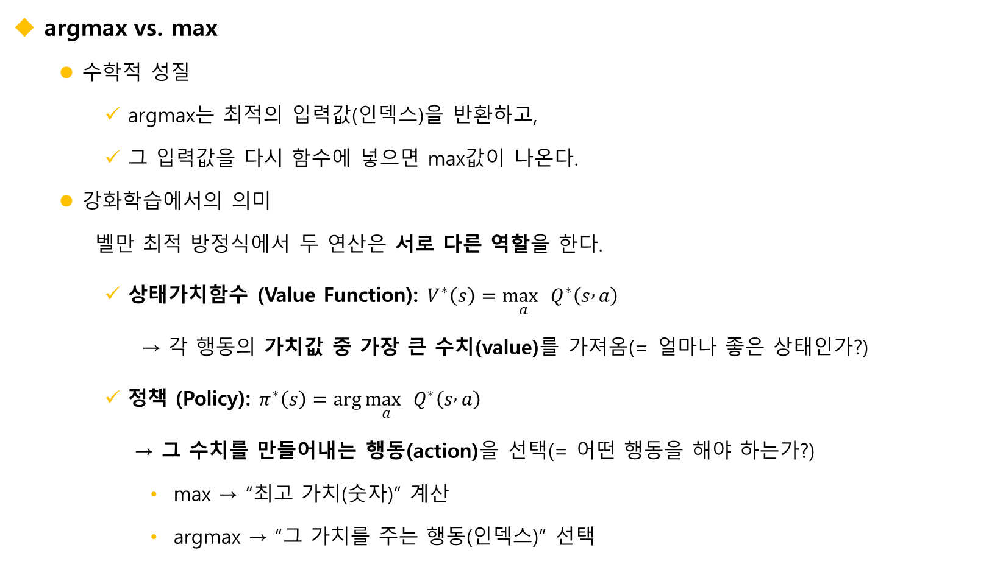 ◆ argmax vs. max
● 수학적 성질
✓ argmax는 최적의 입력값(인덱스)을 반환하고,
✓ 그 입력값을 다시 함수에 넣으면 max값이 나온다.
● 강화학습에서의 의미
벨만 최적 방정식에서 두 연산은 서로 다른 역할을 한다.
✓ 상태가치함수 (Value Function): V*(s) = max_a Q*(s, a)
→ 각 행동의 가치값 중 가장 큰 수치(value)를 가져옴(= 얼마나 좋은 상태인가?)
✓ 정책 (Policy): π*(s) = arg max_a Q*(s, a)
→ 그 수치를 만들어내는 행동(action)을 선택(= 어떤 행동을 해야 하는가?)
• max → “최고 가치(숫자)” 계산
• argmax → “그 가치를 주는 행동(인덱스)” 선택